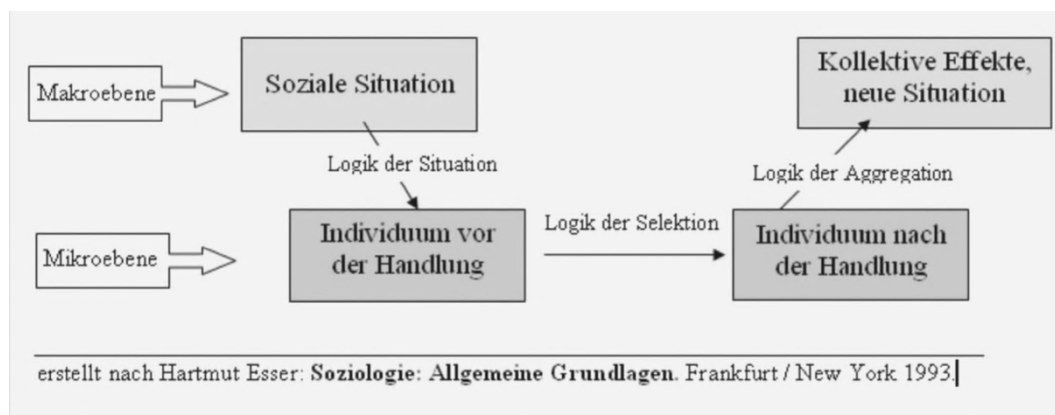 Makroebene
Soziale Situation
Kollektive Effekte,
neue Situation
Logik der Situation
Logik der Aggregation
Mikroebene
Individuum vor
der Handlung
Logik der Selektion
Individuum nach
der Handlung
erstellt nach Hartmut Esser: Soziologie: Allgemeine Grundlagen. Frankfurt / New York 1993.